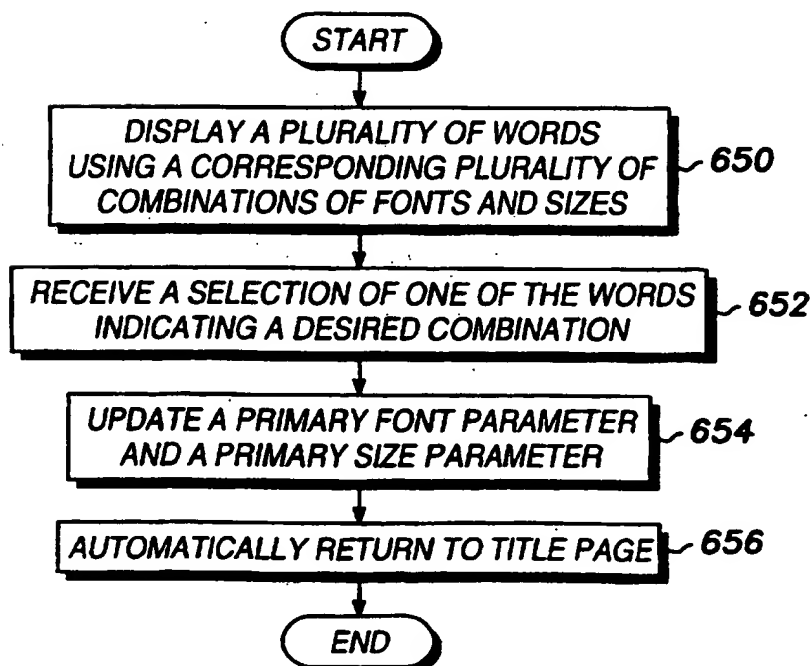 START
DISPLAY A PLURALITY OF WORDS
USING A CORRESPONDING PLURALITY OF
COMBINATIONS OF FONTS AND SIZES
650
RECEIVE A SELECTION OF ONE OF THE WORDS
INDICATING A DESIRED COMBINATION
652
UPDATE A PRIMARY FONT PARAMETER
AND A PRIMARY SIZE PARAMETER
654
AUTOMATICALLY RETURN TO TITLE PAGE
656
END